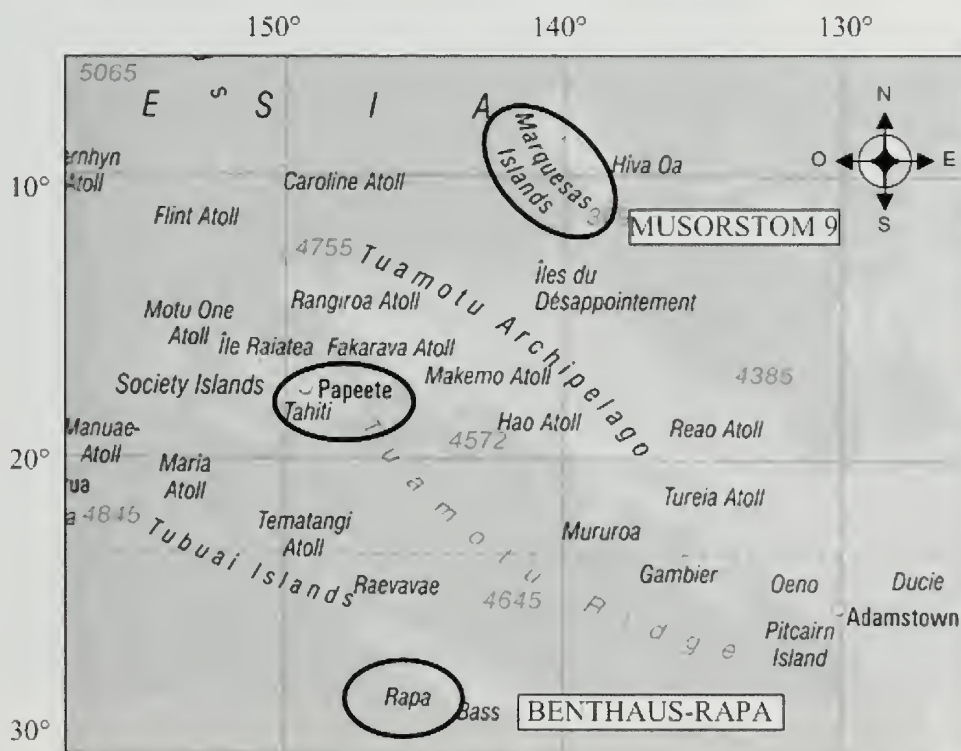 150° 140° 130°
5065
E S S I A
N
O E
S
10°
ernhyn
Atoll
Caroline Atoll
Marquesas
Islands
Hiva Oa
Flint Atoll
MUSORSTOM 9
4755
Tuamotu Archipelago
Îles du
Désappointement
Motu One
Atoll
Rangiroa Atoll
Île Raiatea Fakarava Atoll
Society Islands
Papeete
Tahiti
Makemo Atoll
4385
Manuae-
Atoll
Hao Atoll
4572
Reao Atoll
20°
rua
a 4845
Maria
Atoll
Tuamotu Ridge
Tureia Atoll
Tubuai Islands
Tematangi
Atoll
Mururoa
Raevavae
4645
Gambier
Oeno
Ducie
Adamstown
Pitcairn
Island
Rapa
Bass
BENTHAUS-RAPA
30°